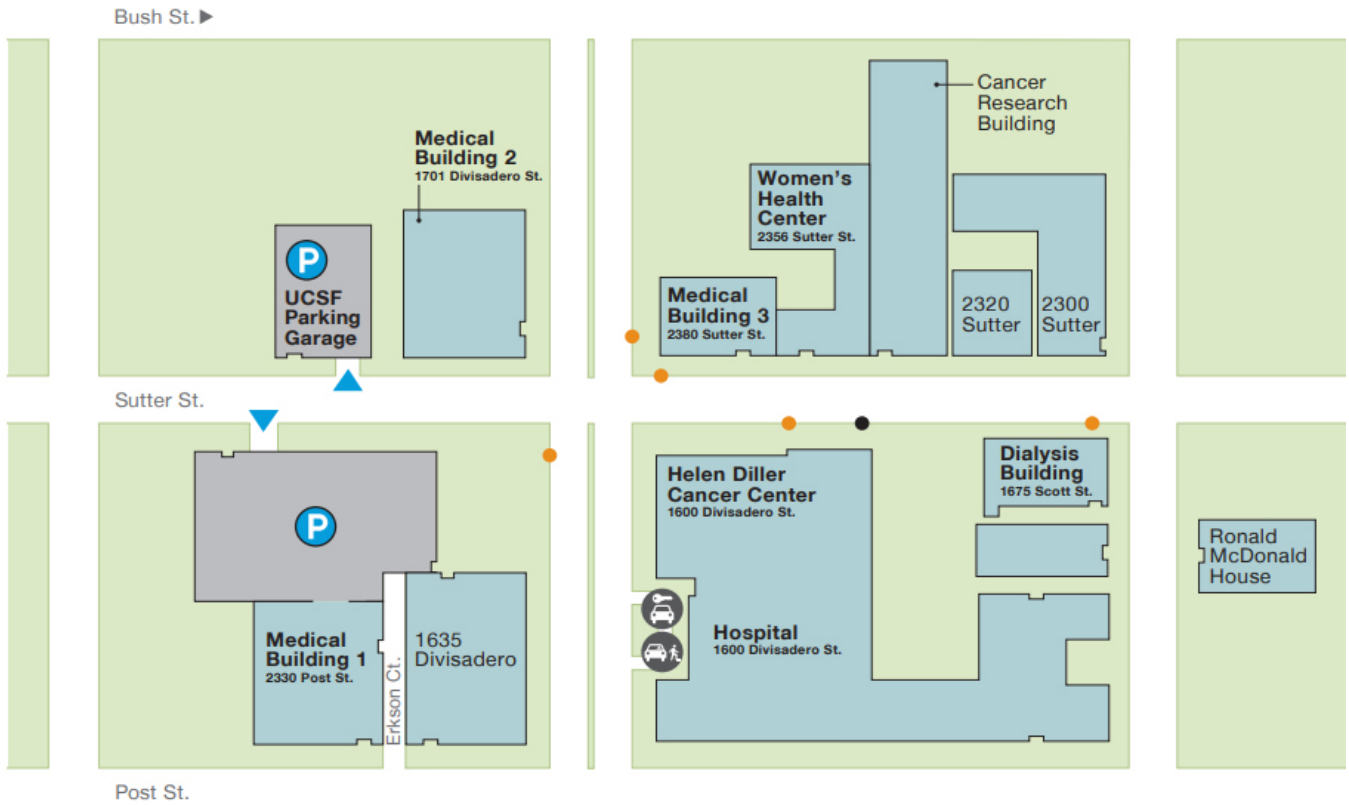 Bush St. ▶
Cancer
Research
Building
Medical
Building 2
1701 Divisadero St.
Women's
Health
Center
2356 Sutter St.
P
UCSF
Parking
Garage
Medical
Building 3
2380 Sutter St.
2320
Sutter
2300
Sutter
Sutter St.
Helen Diller
Cancer Center
1600 Divisadero St.
Dialysis
Building
1675 Scott St.
P
Ronald
McDonald
House
Medical
Building 1
2330 Post St.
Erkson Ct.
1635
Divisadero
Hospital
1600 Divisadero St.
Post St.